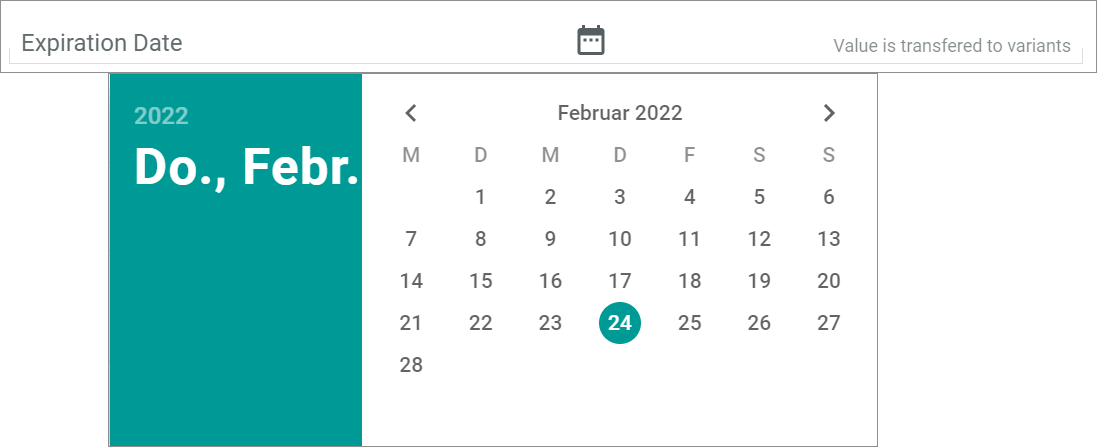 Expiration Date
Value is transfered to variants
2022
Do., Febr.
Februar 2022
M D M D F S S
1 2 3 4 5 6
7 8 9 10 11 12 13
14 15 16 17 18 19 20
21 22 23 24 25 26 27
28